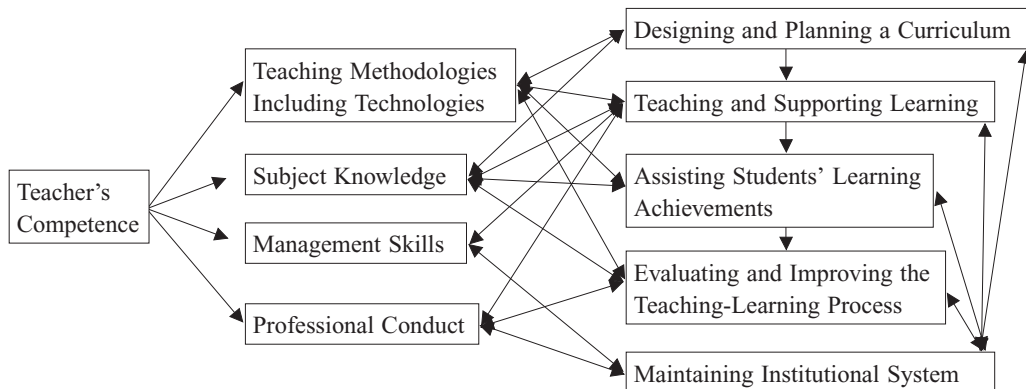 Teacher's
Competence
Teaching Methodologies
Including Technologies
Subject Knowledge
Management Skills
Professional Conduct
Designing and Planning a Curriculum
Teaching and Supporting Learning
Assisting Students' Learning
Achievements
Evaluating and Improving the
Teaching-Learning Process
Maintaining Institutional System